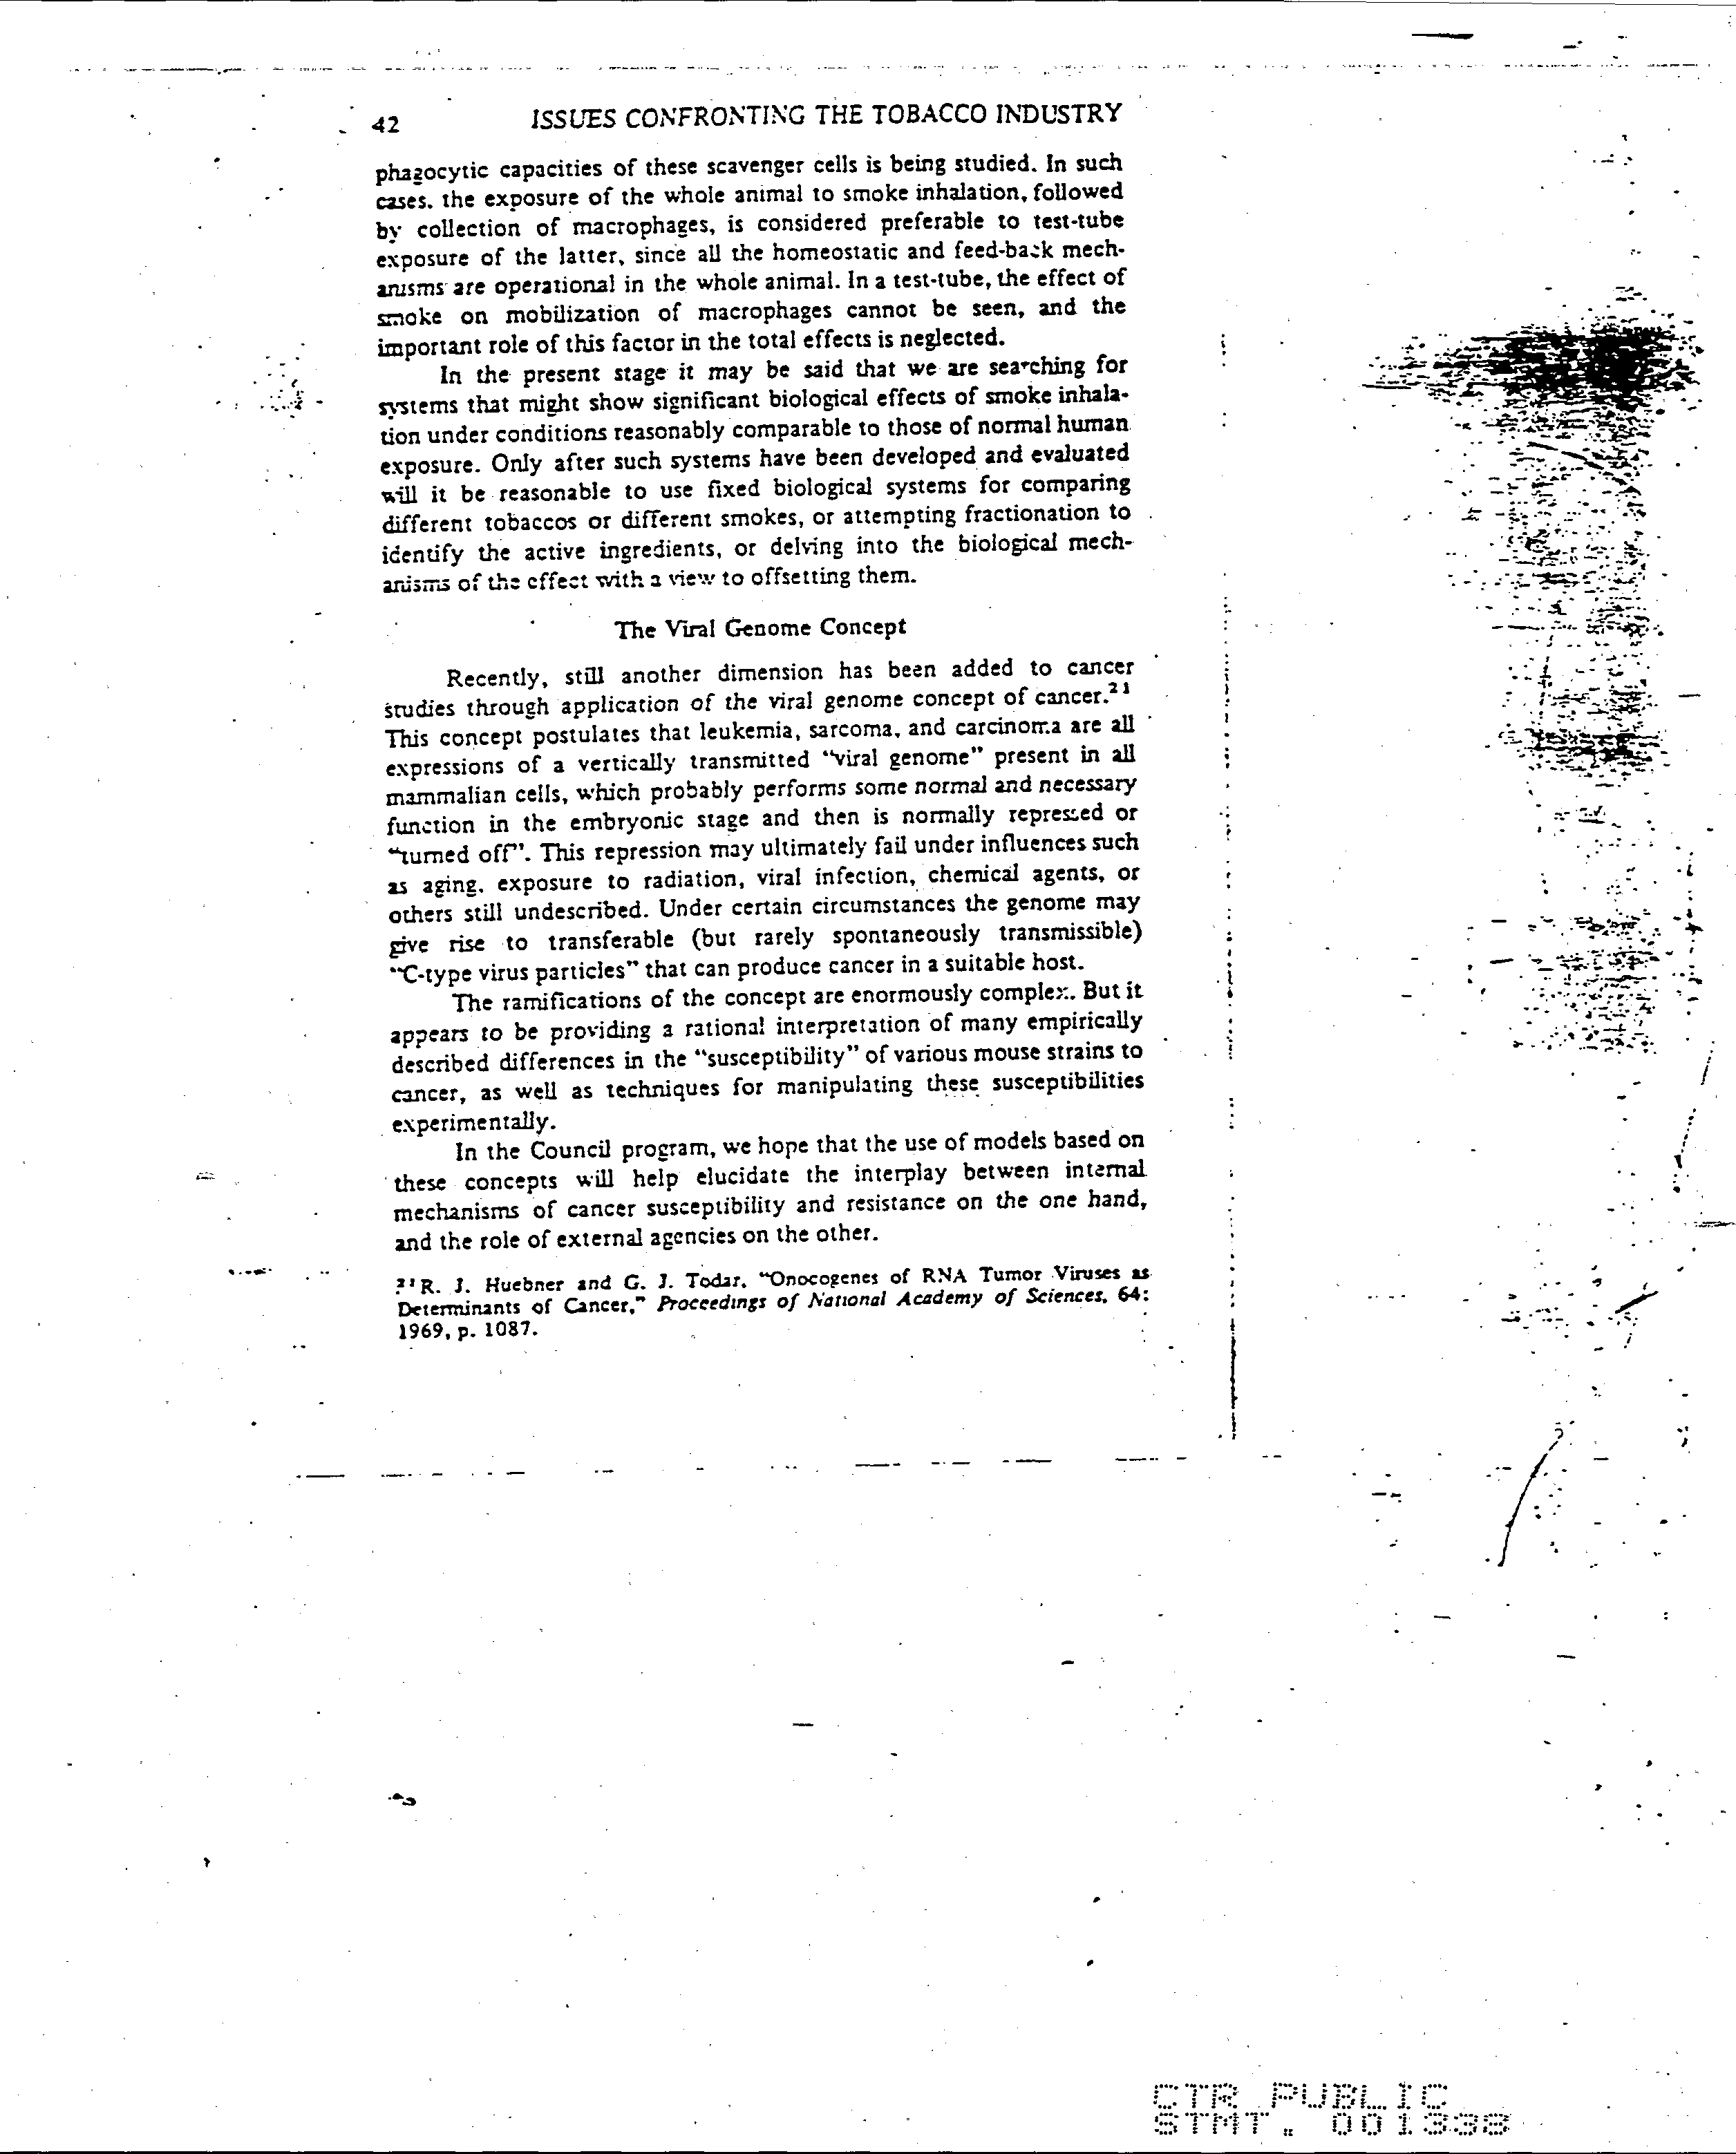 42 ISSUES CONFRONTING THE TOBACCO INDUSTRY
phagocytic capacities of these scavenger cells is being studied. In such
cases. the exposure of the whole animal to smoke inhalation, followed
by collection of macrophages, is considered preferable to test-tube
exposure of the latter, since all the homeostatic and feed-back mech-
anisms are operational in the whole animal. In a test-tube, the effect of
smoke on mobilization of macrophages cannot be seen, and the
important role of this factor in the total effects is neglected.
In the present stage it may be said that we are searching for
systems that might show significant biological effects of smoke inhala-
tion under conditions reasonably comparable to those of normal human
exposure. Only after such systems have been developed and evaluated
will it be reasonable to use fixed biological systems for comparing
different tobaccos or different smokes, or attempting fractionation to
identify the active ingredients, or delving into the biological mech-
anisms of the effect with a view to offsetting them.
The Viral Genome Concept
Recently, still another dimension has been added to cancer
studies through application of the viral genome concept of cancer.²¹
This concept postulates that leukemia, sarcoma, and carcinoma are all
expressions of a vertically transmitted "viral genome" present in all
mammalian cells, which probably performs some normal and necessary
function in the embryonic stage and then is normally repressed or
"turned off". This repression may ultimately fail under influences such
as aging, exposure to radiation, viral infection, chemical agents, or
others still undescribed. Under certain circumstances the genome may
give rise to transferable (but rarely spontaneously transmissible)
"C-type virus particles" that can produce cancer in a suitable host.
The ramifications of the concept are enormously complex. But it
appears to be providing a rational interpretation of many empirically
described differences in the "susceptibility" of various mouse strains to
cancer, as well as techniques for manipulating these susceptibilities
experimentally.
In the Council program, we hope that the use of models based on
these concepts will help elucidate the interplay between internal
mechanisms of cancer susceptibility and resistance on the one hand,
and the role of external agencies on the other.
²¹R. J. Huebner and G. J. Todar, "Onocogenes of RNA Tumor Viruses as
Determinants of Cancer," Proceedings of National Academy of Sciences, 64:
1969, p. 1087.
CTR PUBLIC
STMT. 001338